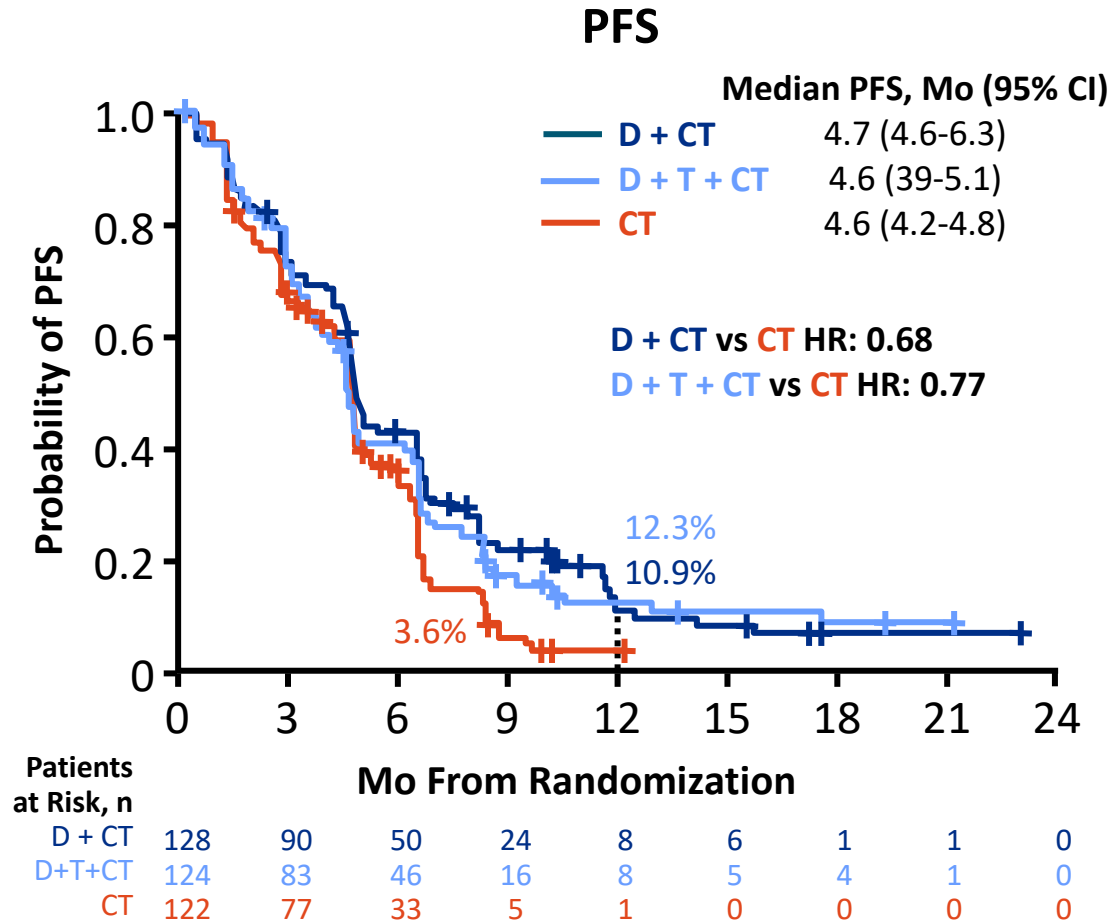 PFS
Median PFS, Mo (95% CI)
D + CT 4.7 (4.6-6.3)
D + T + CT 4.6 (39-5.1)
CT 4.6 (4.2-4.8)
D + CT vs CT HR: 0.68
D + T + CT vs CT HR: 0.77
Probability of PFS
1.0
0.8
0.6
0.4
0.2
0
12.3%
10.9%
3.6%
0 3 6 9 12 15 18 21 24
Mo From Randomization
Patients
at Risk, n
D + CT 128 90 50 24 8 6 1 1 0
D+T+CT 124 83 46 16 8 5 4 1 0
CT 122 77 33 5 1 0 0 0 0